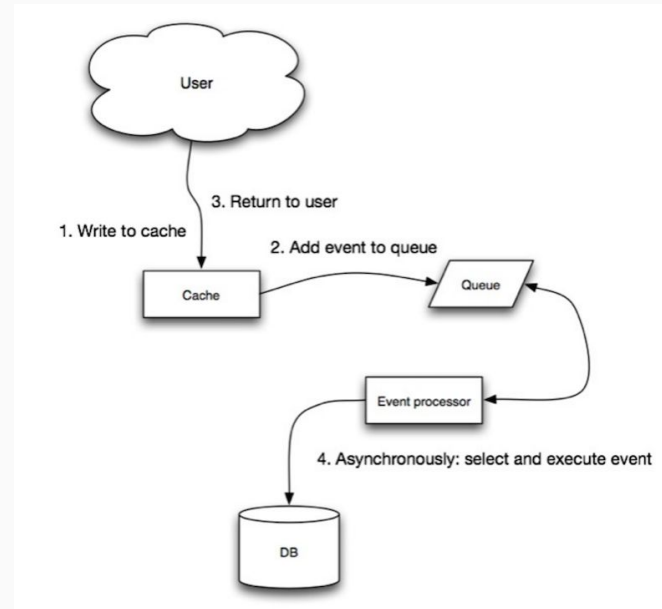 User
3. Return to user
1. Write to cache
2. Add event to queue
Cache
Queue
Event processor
4. Asynchronously: select and execute event
DB